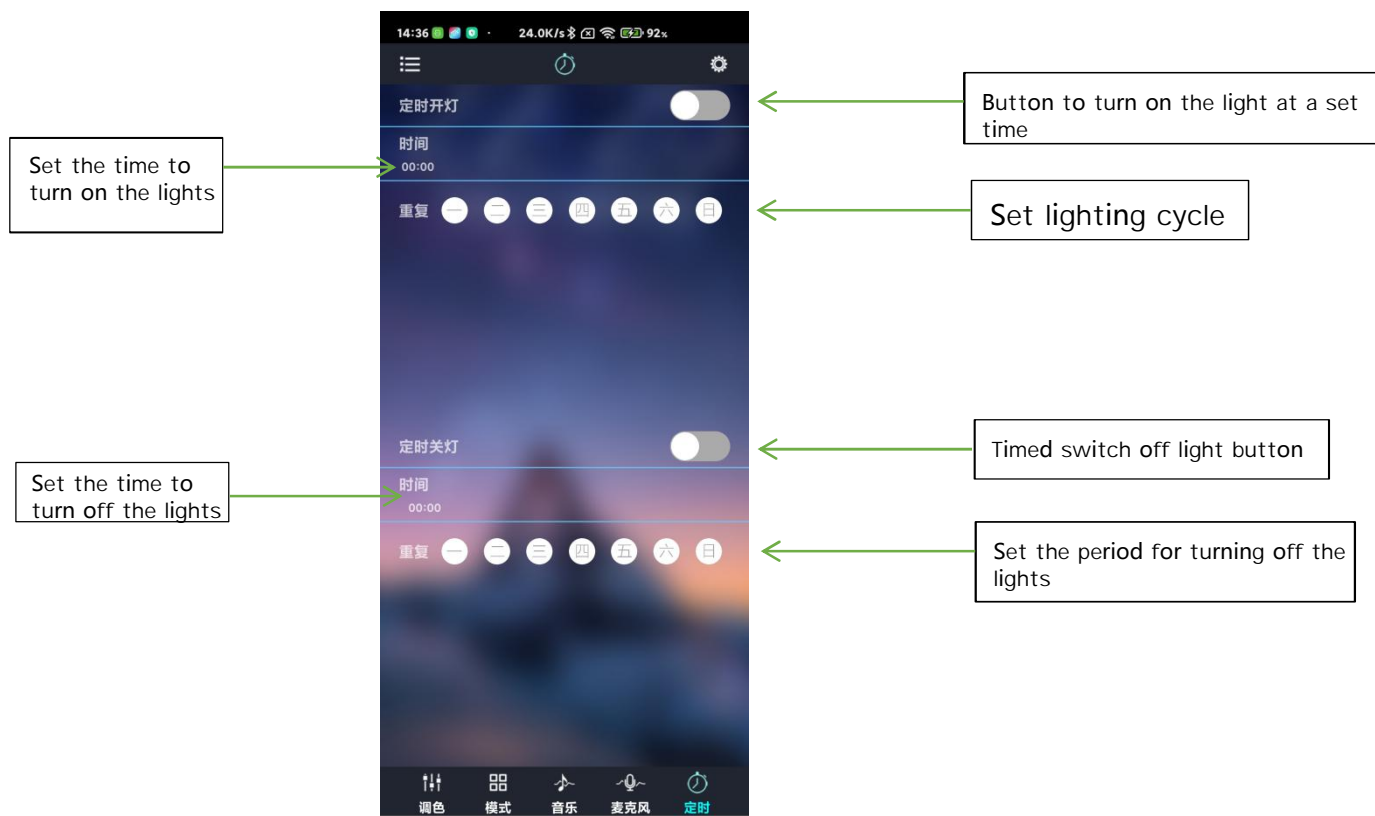 14:36 24.0K/s 92%
定时开灯
Button to turn on the light at a set
time
时间
00:00
Set the time to
turn on the lights
重复 一 二 三 四 五 六 日
Set lighting cycle
定时关灯
Timed switch off light button
时间
00:00
Set the time to
turn off the lights
重复 一 二 三 四 五 六 日
Set the period for turning off the
lights
调色 模式 音乐 麦克风 定时